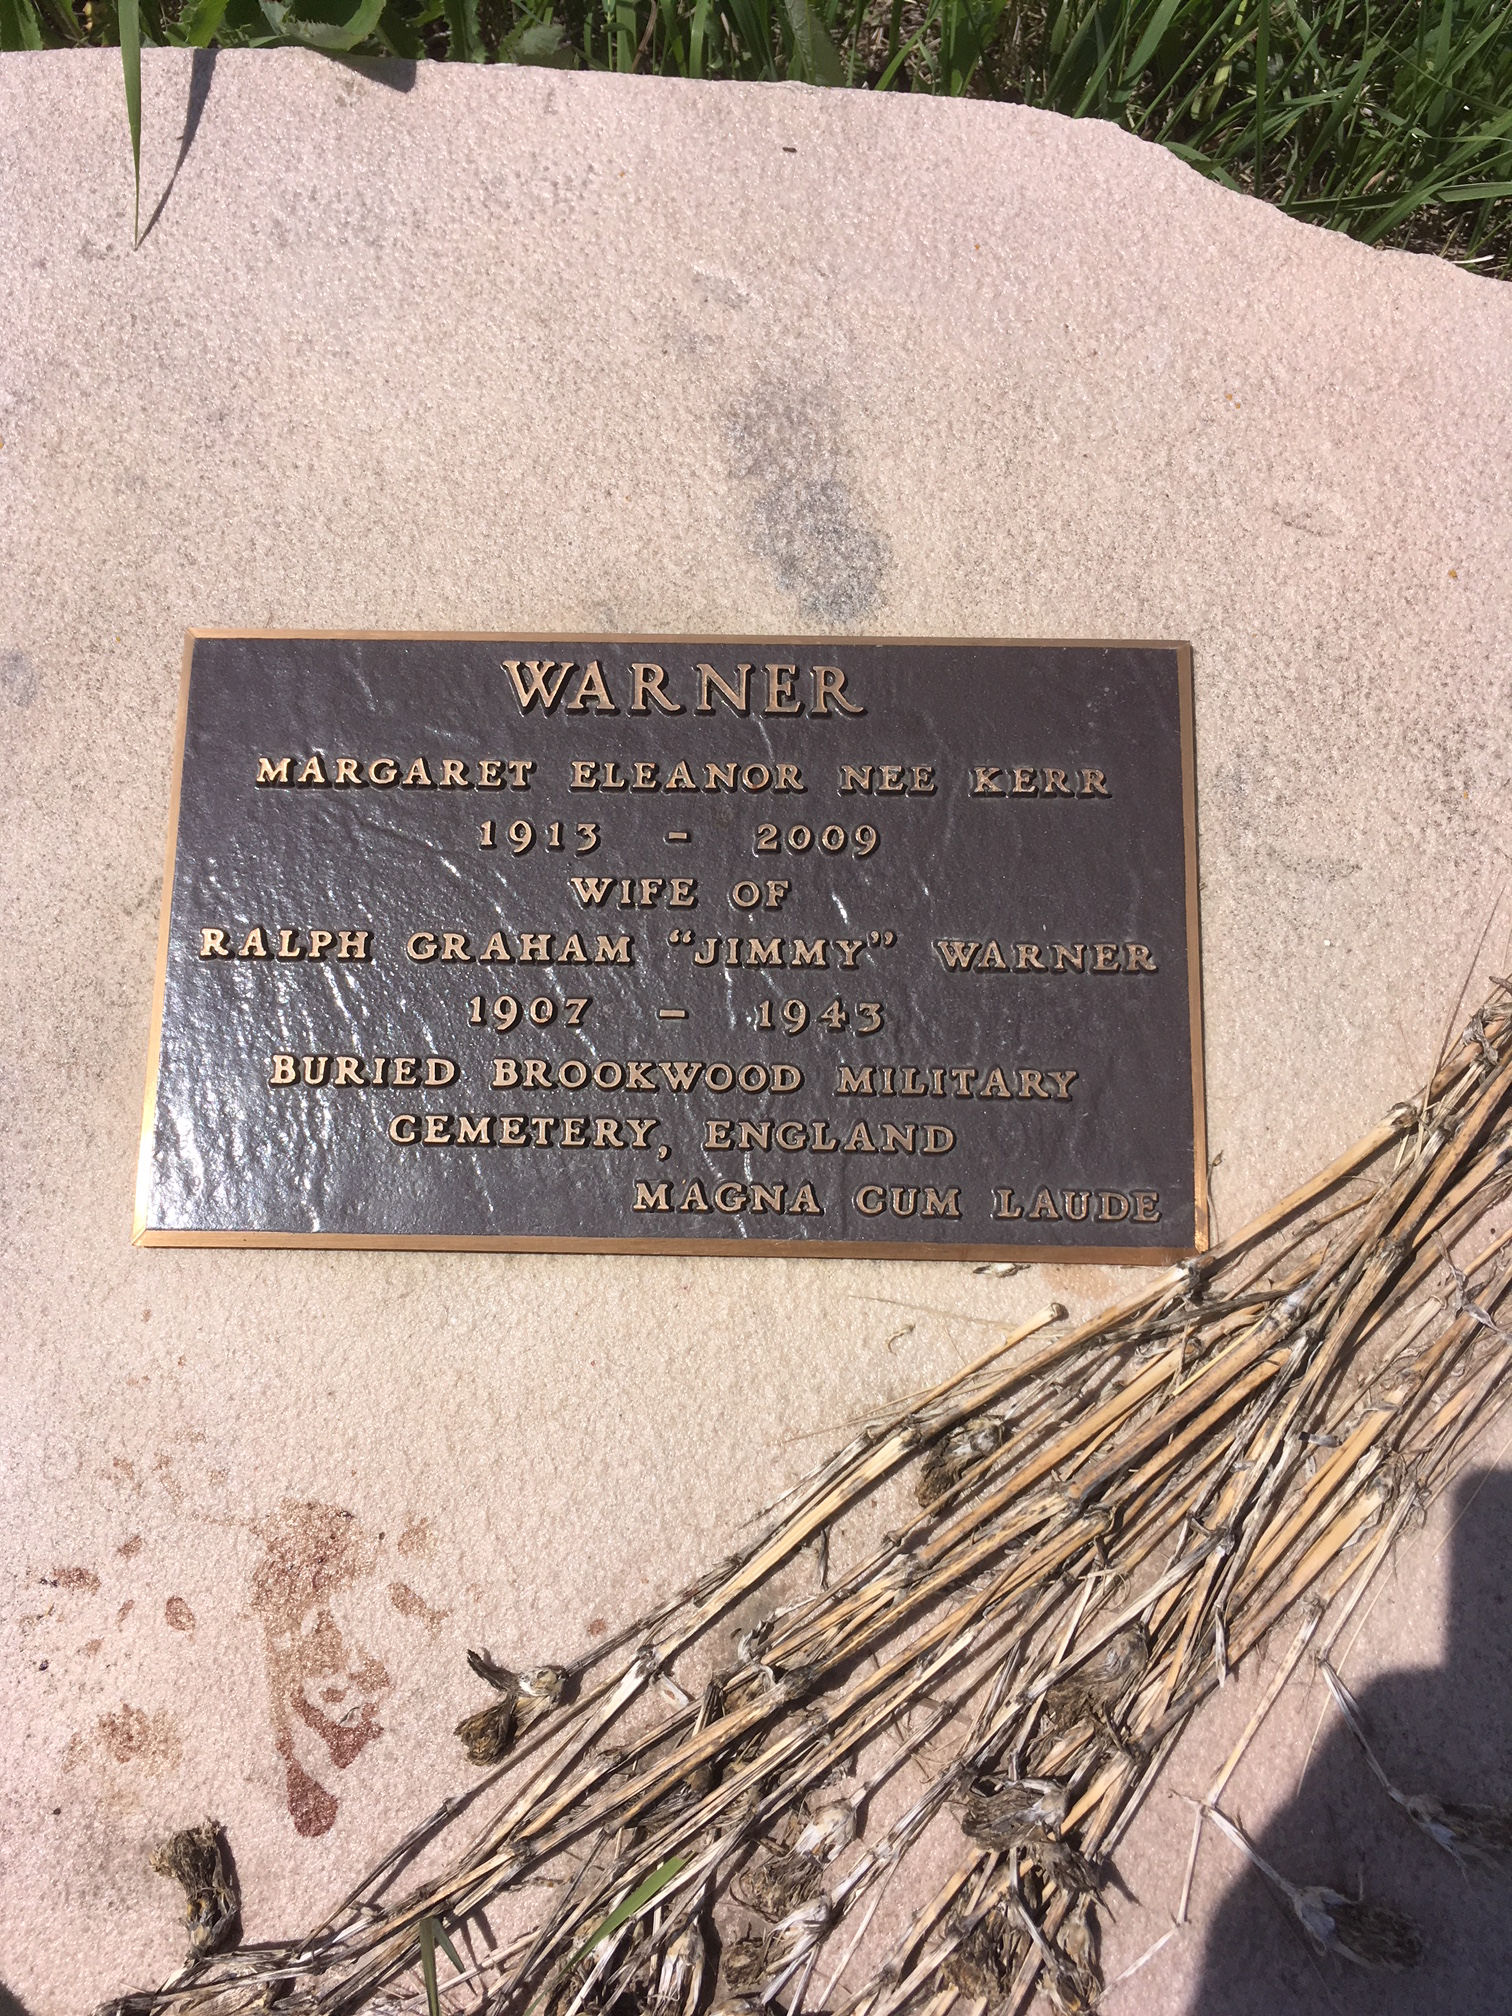 WARNER
MARGARET ELEANOR NEE KERR
1913 - 2009
WIFE OF
RALPH GRAHAM "JIMMY" WARNER
1907 - 1943
BURIED BROOKWOOD MILITARY
CEMETERY, ENGLAND
MAGNA CUM LAUDE